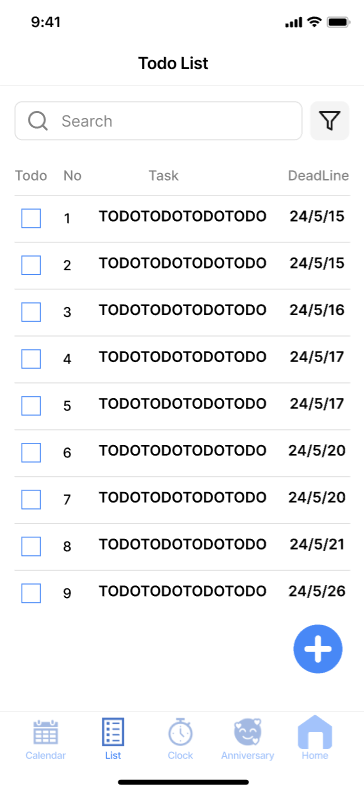 9:41
Todo List
Search
Todo No Task DeadLine
1 TODOTODOTODOTODO 24/5/15
2 TODOTODOTODOTODO 24/5/15
3 TODOTODOTODOTODO 24/5/16
4 TODOTODOTODOTODO 24/5/17
5 TODOTODOTODOTODO 24/5/17
6 TODOTODOTODOTODO 24/5/20
7 TODOTODOTODOTODO 24/5/20
8 TODOTODOTODOTODO 24/5/21
9 TODOTODOTODOTODO 24/5/26
Calendar List Clock Anniversary Home